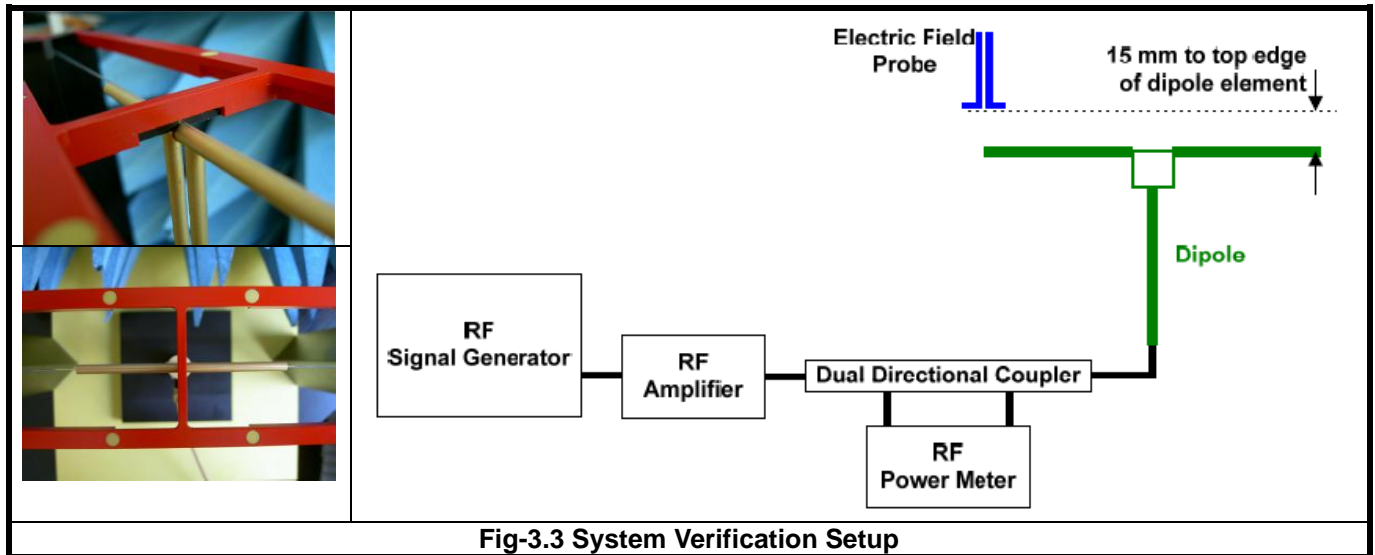 Electric Field
Probe
15 mm to top edge
of dipole element
Dipole
RF
Signal Generator
RF
Amplifier
Dual Directional Coupler
RF
Power Meter
Fig-3.3 System Verification Setup